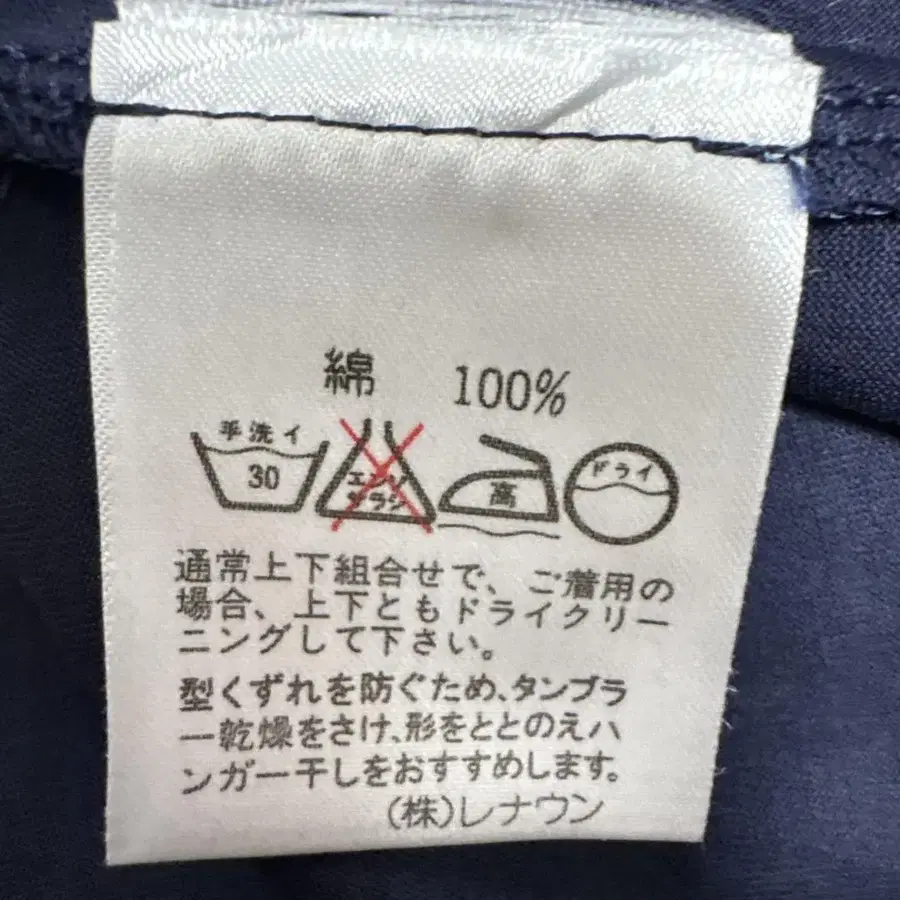 綿 100%
手洗イ
30
エンソ
サラシ
高
ドライ
通常上下組合せで、ご着用の
場合、上下ともドライクリー
ニングして下さい。
型くずれを防ぐため、タンブラ
ー乾燥をさけ、形をととのえハ
ンガー干しをおすすめします。
(株)レナウン